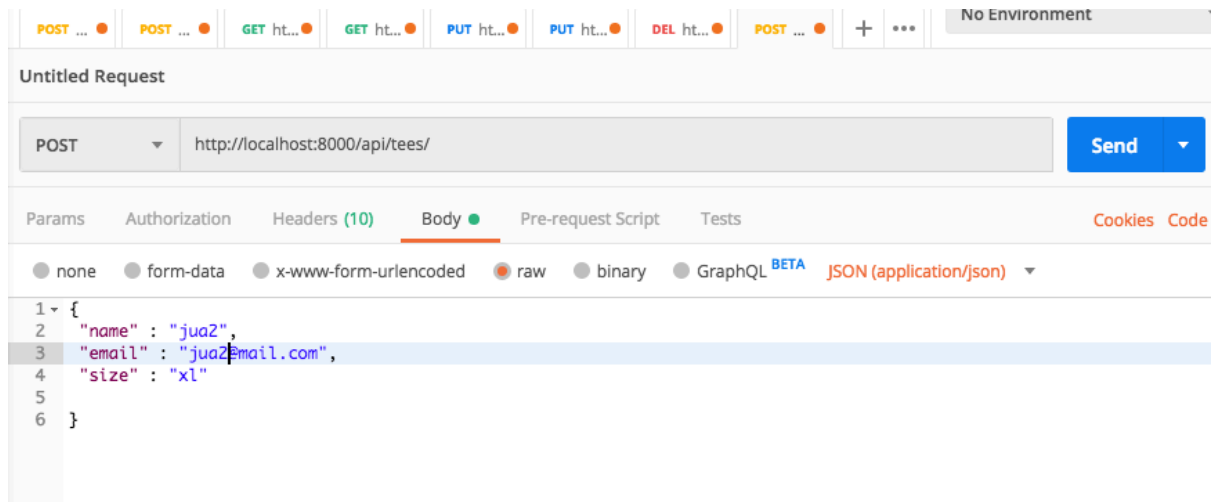 POST ... POST ... GET ht... GET ht... PUT ht... PUT ht... DEL ht... POST ... + ••• No Environment
Untitled Request
POST http://localhost:8000/api/tees/ Send
Params Authorization Headers (10) Body Pre-request Script Tests Cookies Code
none form-data x-www-form-urlencoded raw binary GraphQL BETA JSON (application/json)
1 {
2 "name" : "jua2",
3 "email" : "jua2@mail.com",
4 "size" : "xl"
5
6 }